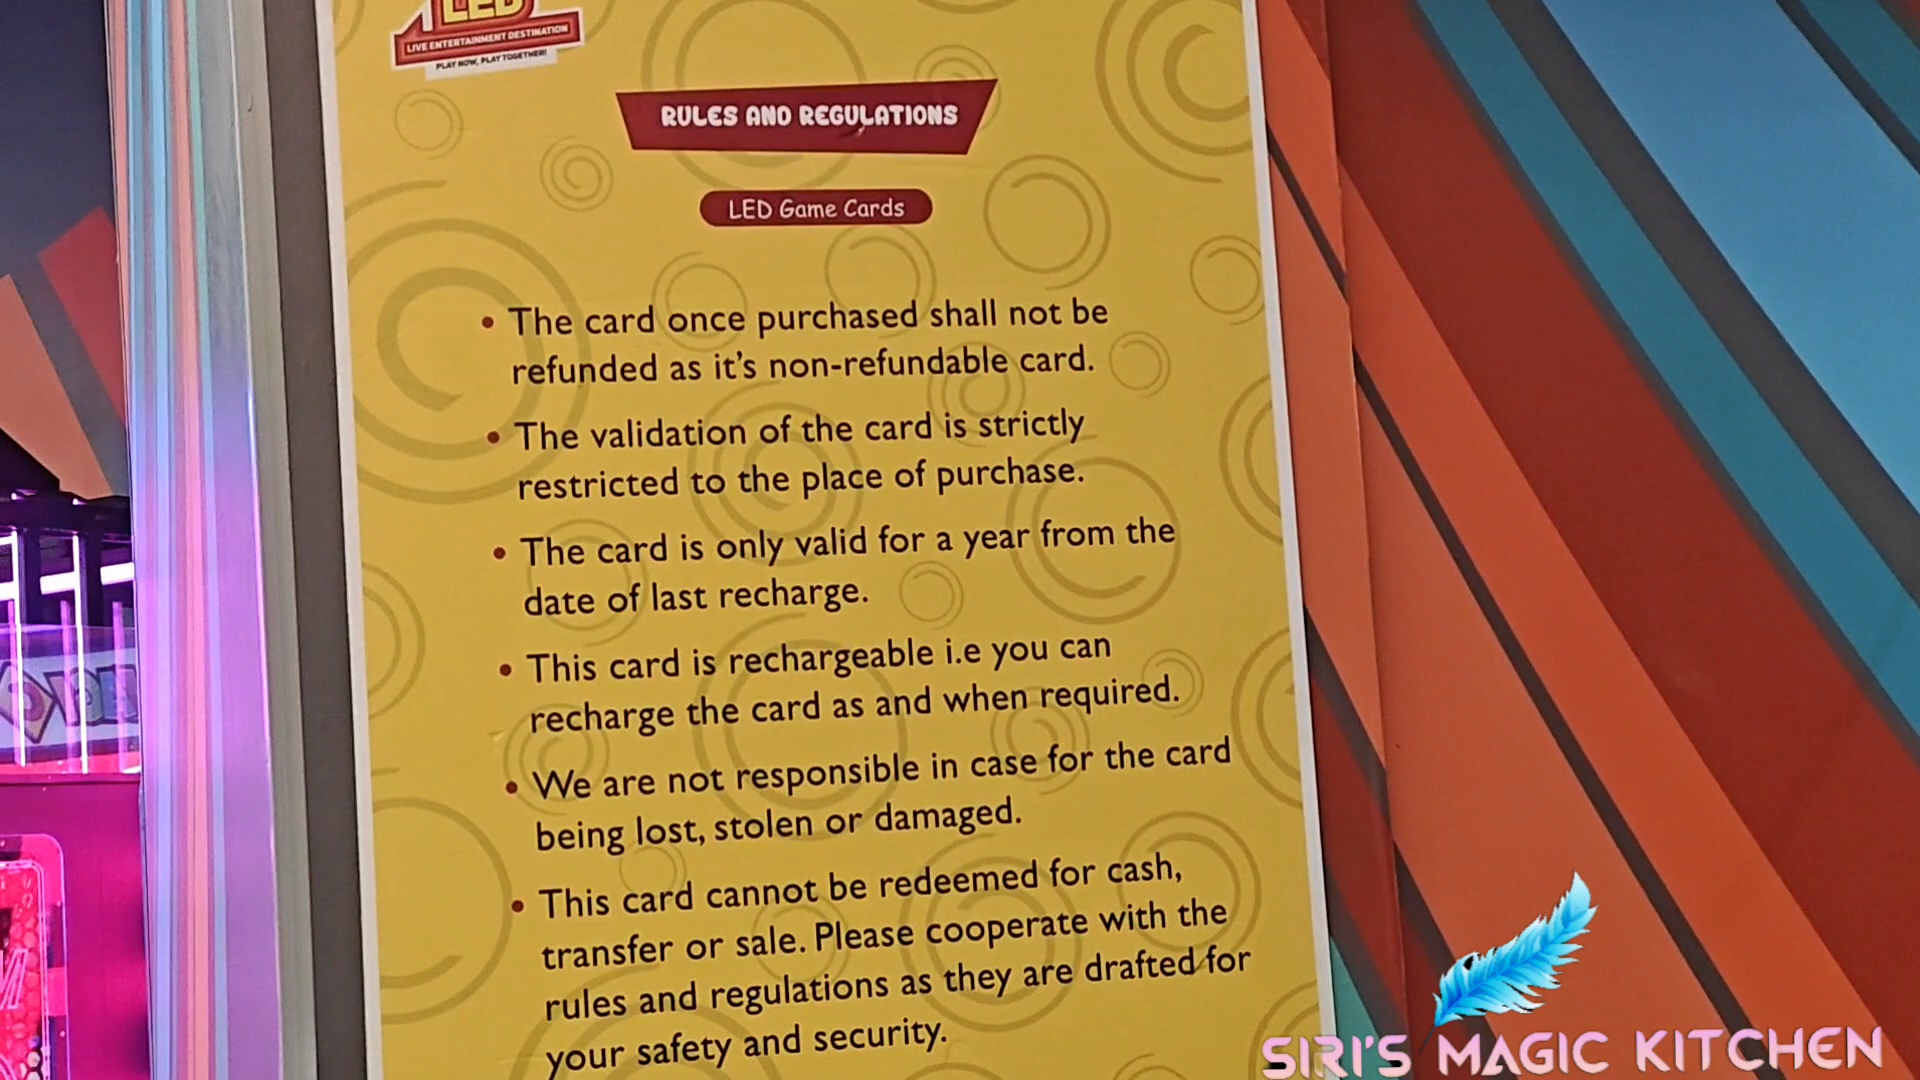 LED
LIVE ENTERTAINMENT DESTINATION
PLAY NOW, PLAY TOGETHER!
RULES AND REGULATIONS
LED Game Cards
• The card once purchased shall not be
refunded as it's non-refundable card.
• The validation of the card is strictly
restricted to the place of purchase.
• The card is only valid for a year from the
date of last recharge.
• This card is rechargeable i.e you can
recharge the card as and when required.
• We are not responsible in case for the card
being lost, stolen or damaged.
• This card cannot be redeemed for cash,
transfer or sale. Please cooperate with the
rules and regulations as they are drafted for
your safety and security.
SIRI'S MAGIC KITCHEN